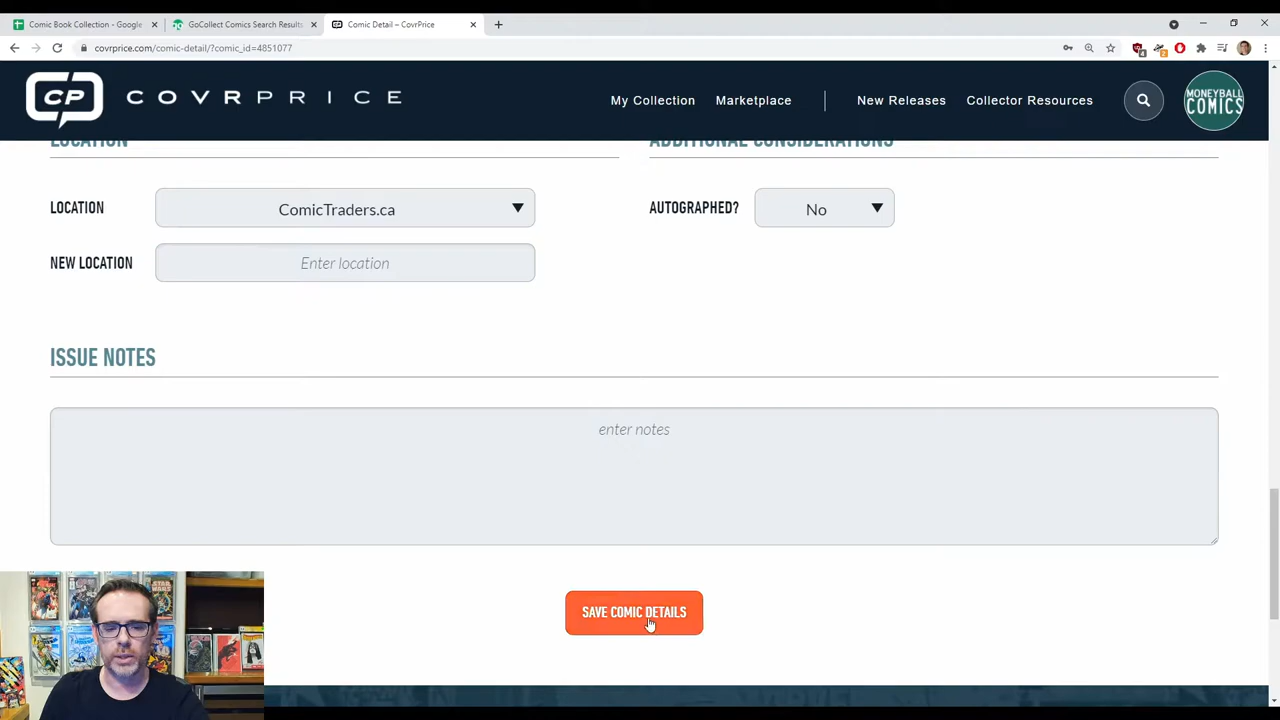 Comic Book Collection - Google
GoCollect Comics Search Results
Comic Detail – CovrPrice
covrprice.com/comic-detail/?comic_id=4851077
CP COVRPRICE
My Collection
Marketplace
New Releases
Collector Resources
MONEYBALL
COMICS
LOCATION
ADDITIONAL CONSIDERATIONS
LOCATION
ComicTraders.ca
AUTOGRAPHED?
No
NEW LOCATION
Enter location
ISSUE NOTES
enter notes
SAVE COMIC DETAILS